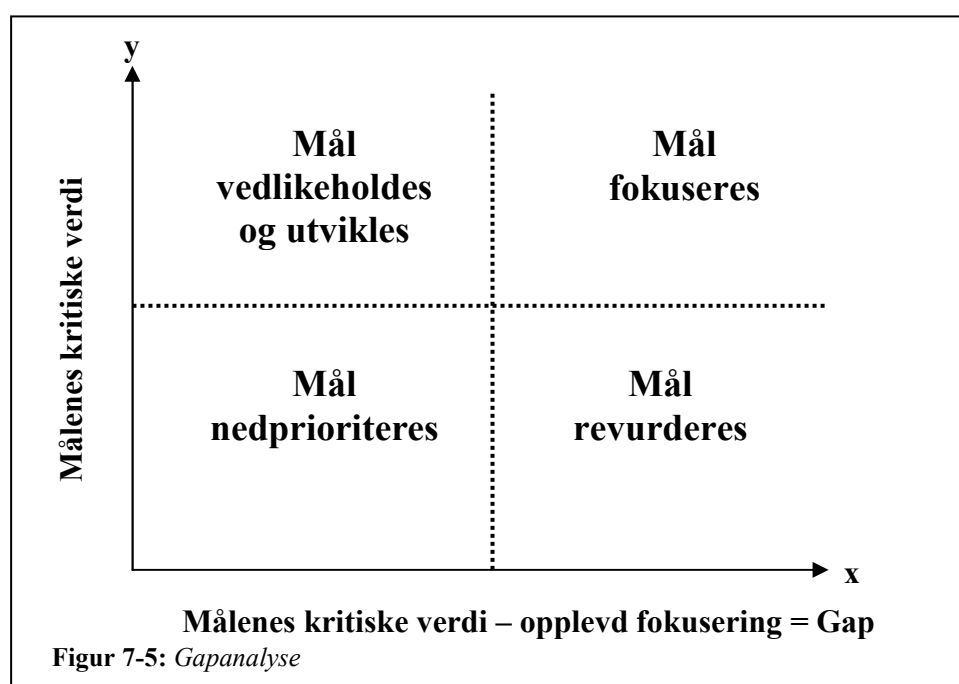 y
Målenes kritiske verdi
Mål
vedlikeholdes
og utvikles
Mål
fokuseres
Mål
nedprioriteres
Mål
revurderes
x
Målenes kritiske verdi – opplevd fokusering = Gap
Figur 7-5: Gapanalyse